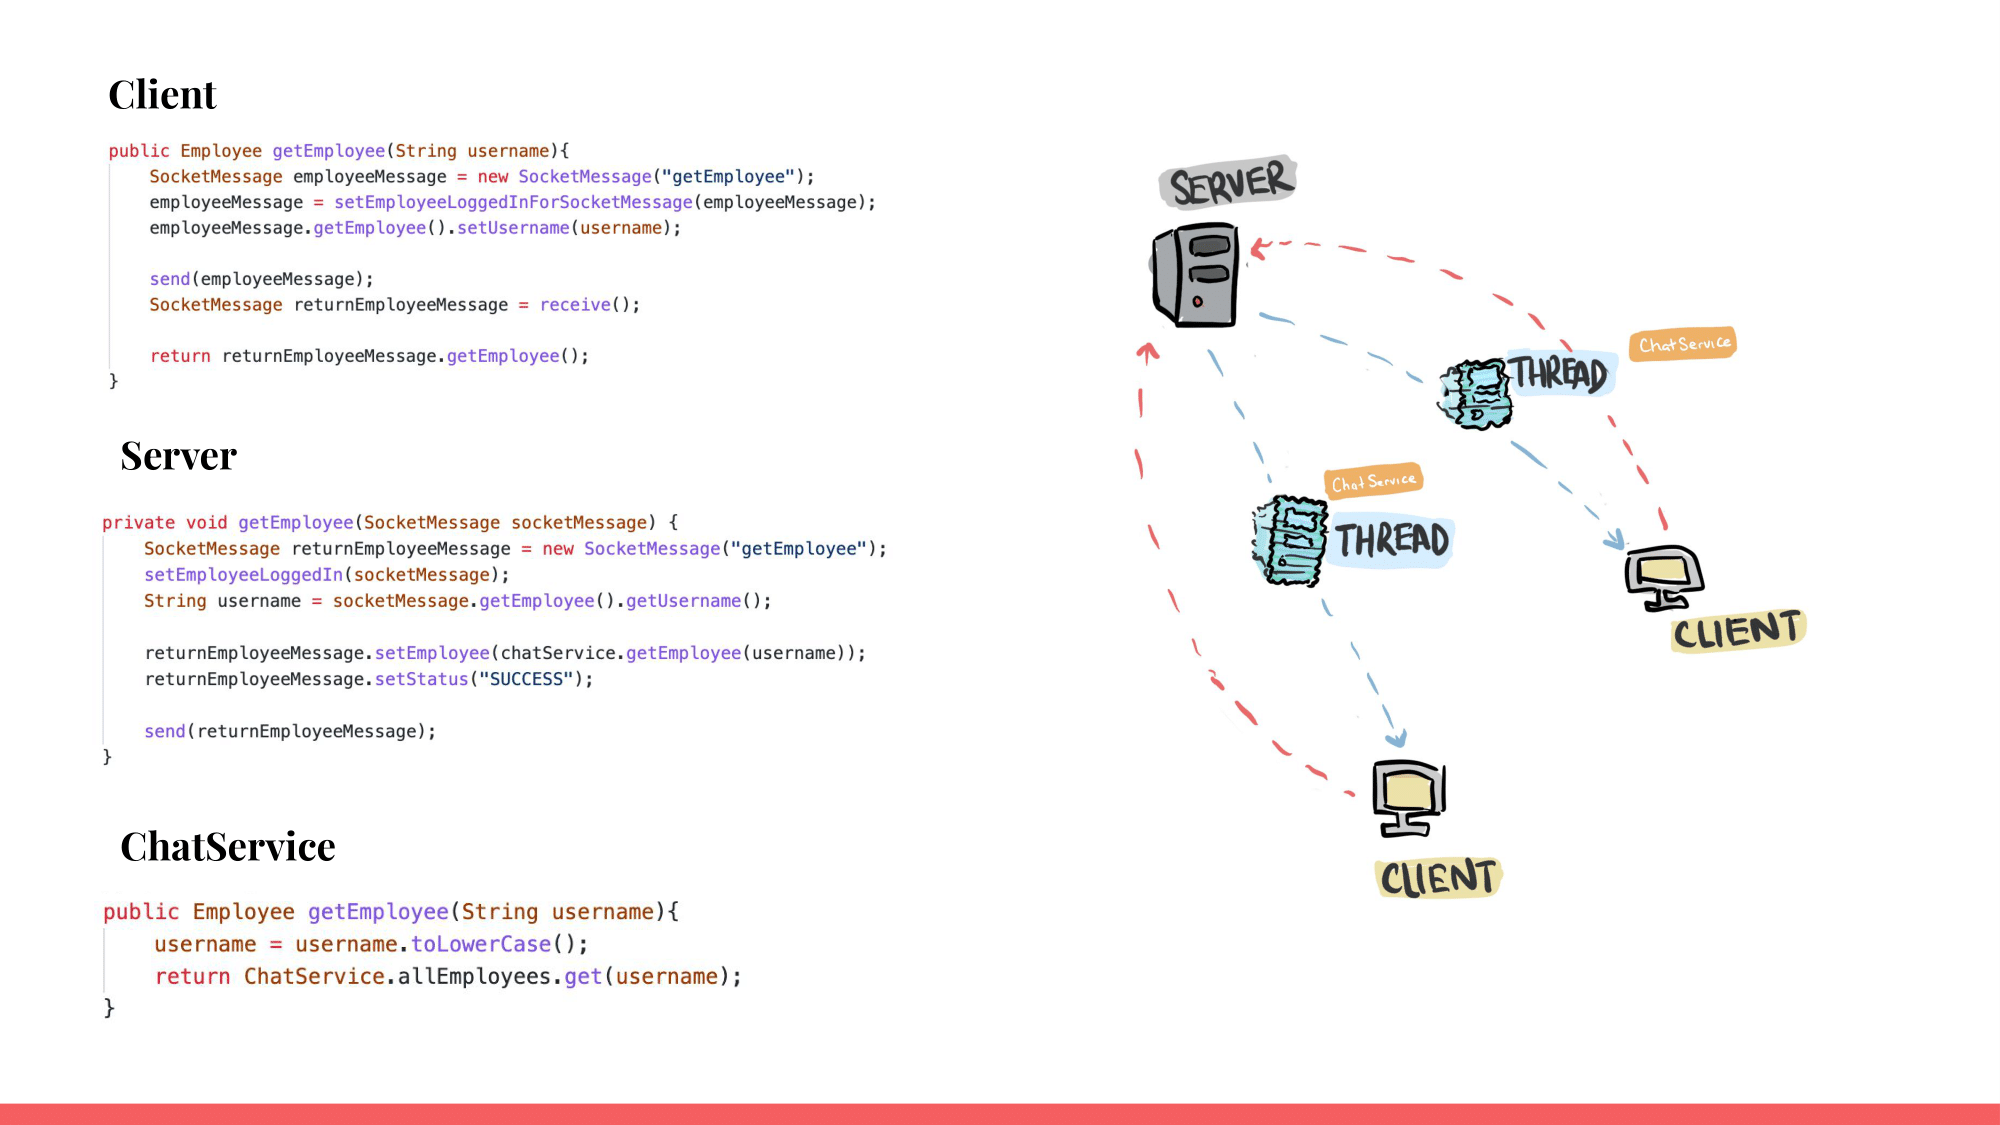 Client
public Employee getEmployee(String username){
SocketMessage employeeMessage = new SocketMessage("getEmployee");
employeeMessage = setEmployeeLoggedInForSocketMessage(employeeMessage);
employeeMessage.getEmployee().setUsername(username);
send(employeeMessage);
SocketMessage returnEmployeeMessage = receive();
return returnEmployeeMessage.getEmployee();
}
Server
private void getEmployee(SocketMessage socketMessage) {
SocketMessage returnEmployeeMessage = new SocketMessage("getEmployee");
setEmployeeLoggedIn(socketMessage);
String username = socketMessage.getEmployee().getUsername();
returnEmployeeMessage.setEmployee(chatService.getEmployee(username));
returnEmployeeMessage.setStatus("SUCCESS");
send(returnEmployeeMessage);
}
ChatService
public Employee getEmployee(String username){
username = username.toLowerCase();
return ChatService.allEmployees.get(username);
}
SERVER
ChatService
THREAD
ChatService
THREAD
CLIENT
CLIENT